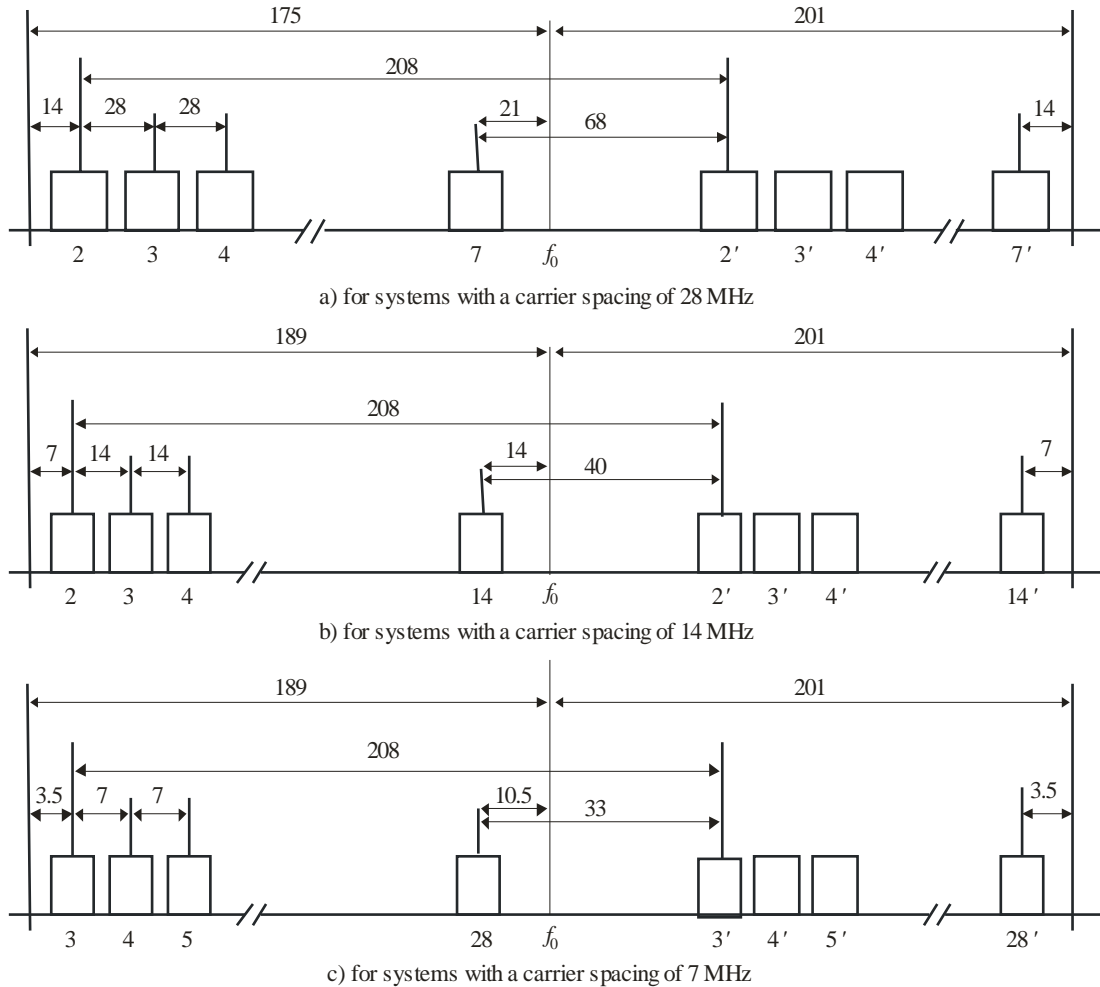 175 201
208
14 28 28 21 68 14
2 3 4 7 f0 2′ 3′ 4′ 7′
a) for systems with a carrier spacing of 28 MHz
189 201
208
7 14 14 14 40 7
2 3 4 14 f0 2′ 3′ 4′ 14′
b) for systems with a carrier spacing of 14 MHz
189 201
208
3.5 7 7 10.5 33 3.5
3 4 5 28 f0 3′ 4′ 5′ 28′
c) for systems with a carrier spacing of 7 MHz